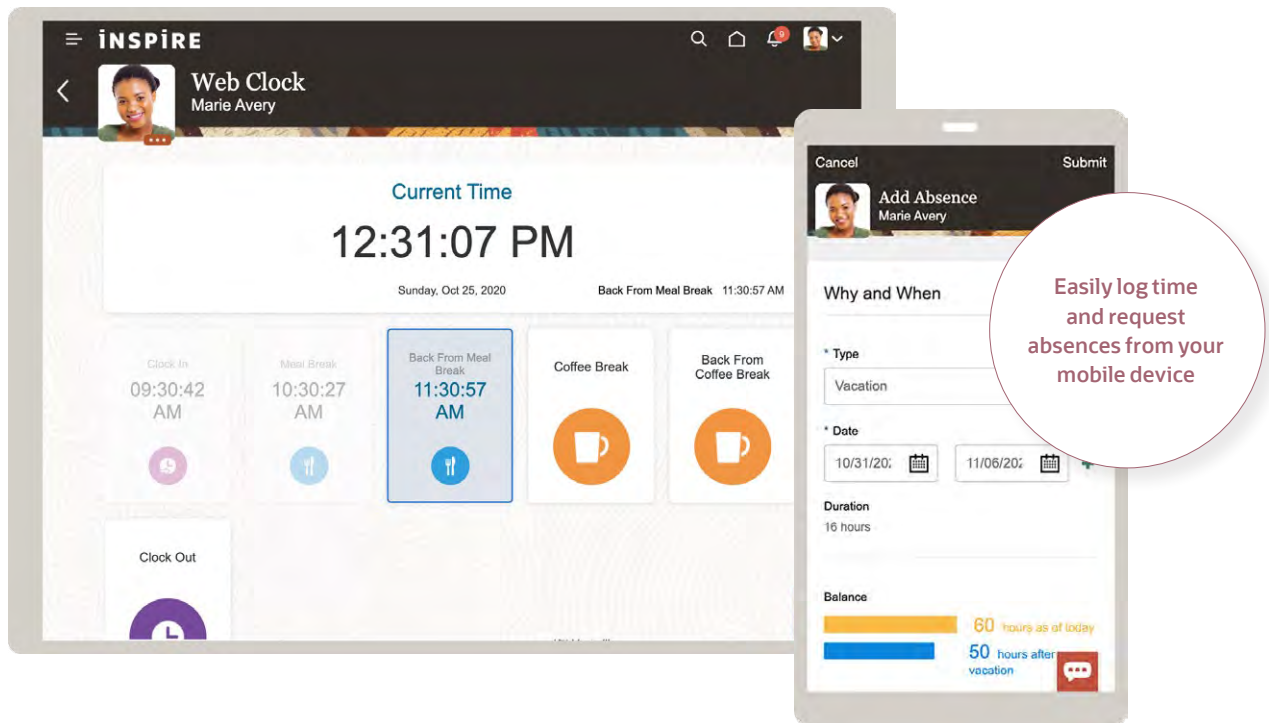 iNSPiRE
9
Web Clock
Marie Avery
Current Time
12:31:07 PM
Sunday, Oct 25, 2020
Back From Meal Break 11:30:57 AM
Clock In
09:30:42
AM
Meal Break
10:30:27
AM
Back From Meal
Break
11:30:57
AM
Coffee Break
Back From
Coffee Break
Clock Out
Cancel
Submit
Add Absence
Marie Avery
Why and When
* Type
Vacation
* Date
10/31/202
11/06/202
Duration
16 hours
Balance
60 hours as of today
50 hours after
vacation
Easily log time
and request
absences from your
mobile device